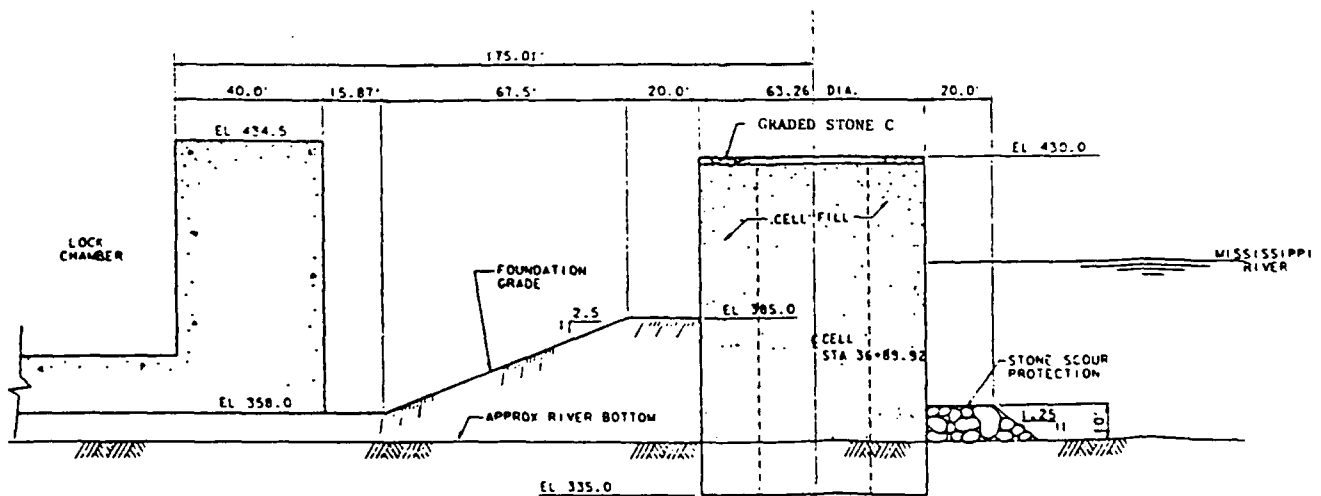 175.01'
40.0'
15.87'
67.5'
20.0'
63.26 DIA.
20.0'
EL 434.5
GRADED STONE C
EL 430.0
CELL FILL
LOCK
CHAMBER
FOUNDATION
GRADE
MISSISSIPPI
RIVER
2.5
1
EL 385.0
CELL
STA 36+89.92
STONE SCOUR
PROTECTION
EL 358.0
APPROX RIVER BOTTOM
1.25
10'
EL 335.0